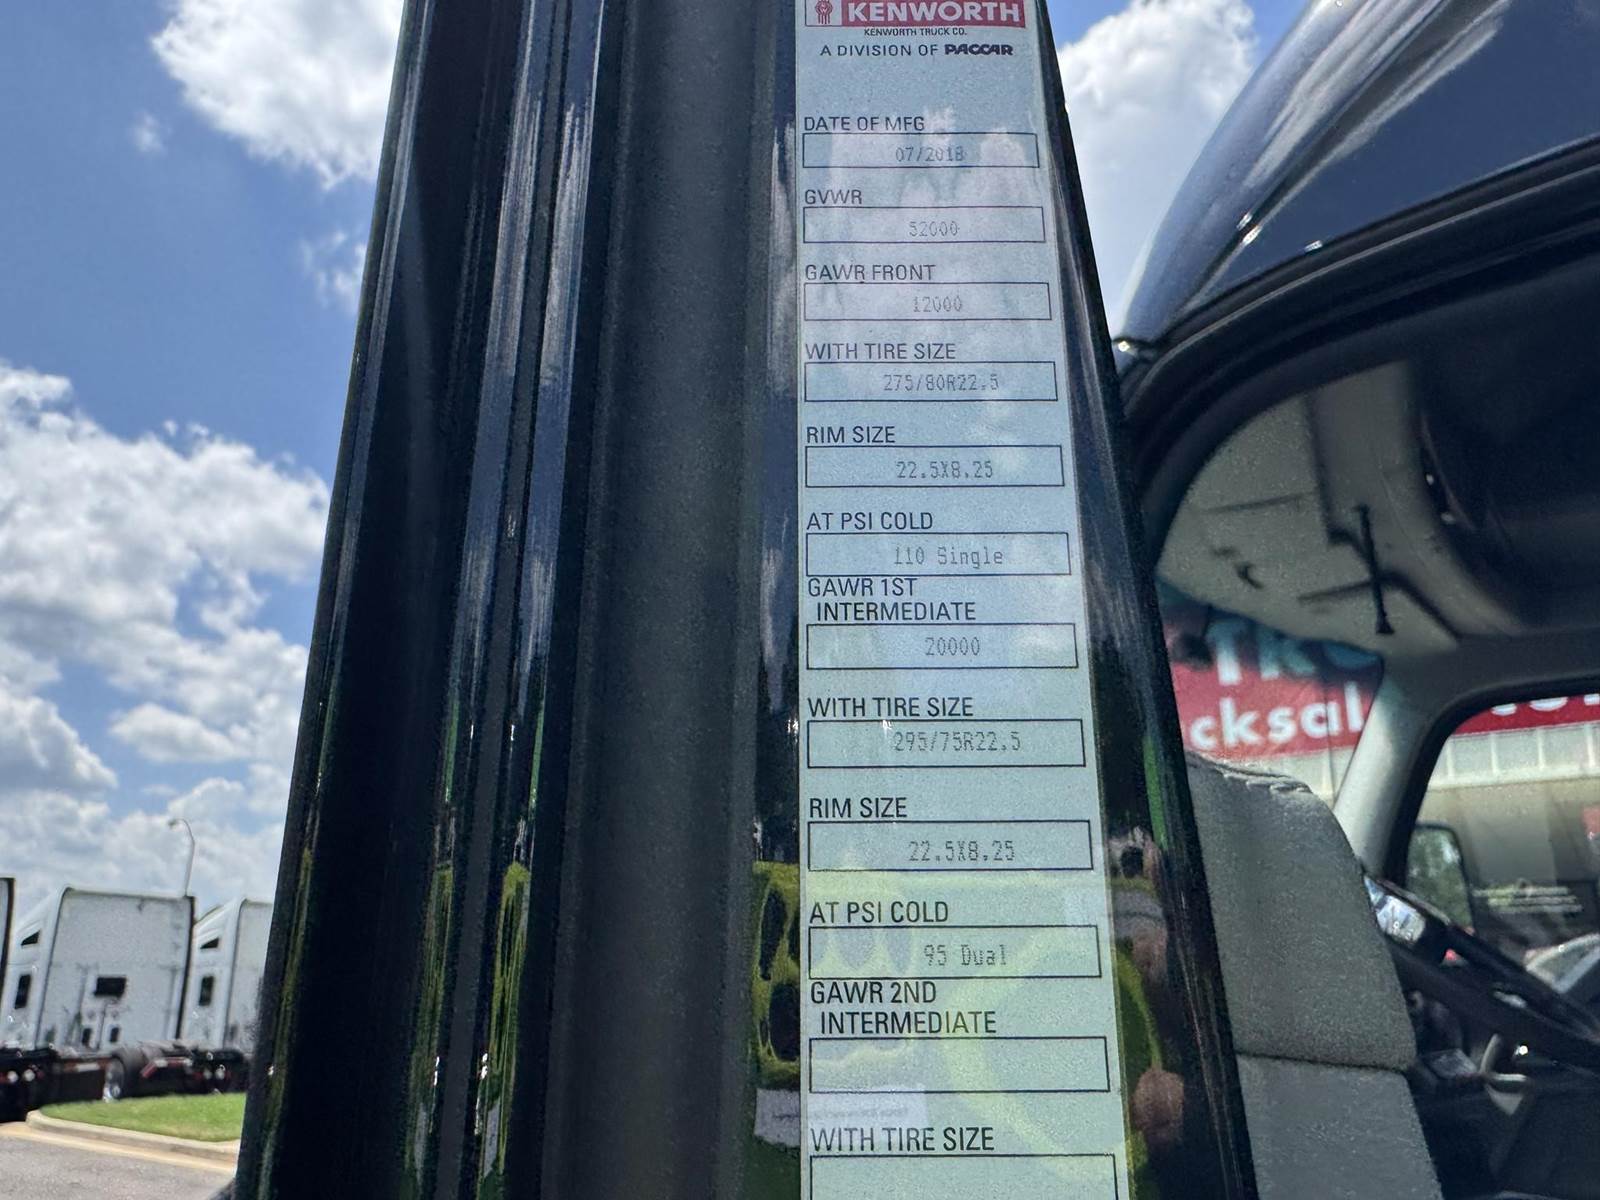 KENWORTH
KENWORTH TRUCK CO.
A DIVISION OF PACCAR
DATE OF MFG
07/2018
GVWR
52000
GAWR FRONT
12000
WITH TIRE SIZE
275/80R22.5
RIM SIZE
22.5X8.25
AT PSI COLD
110 Single
GAWR 1ST
INTERMEDIATE
20000
WITH TIRE SIZE
295/75R22.5
RIM SIZE
22.5X8.25
AT PSI COLD
95 Dual
GAWR 2ND
INTERMEDIATE
WITH TIRE SIZE